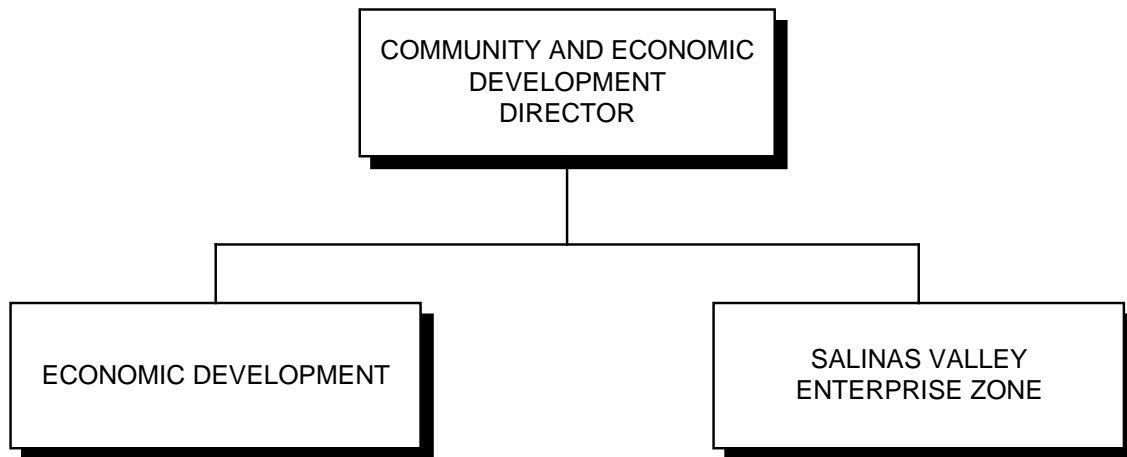 COMMUNITY AND ECONOMIC
DEVELOPMENT
DIRECTOR
ECONOMIC DEVELOPMENT
SALINAS VALLEY
ENTERPRISE ZONE